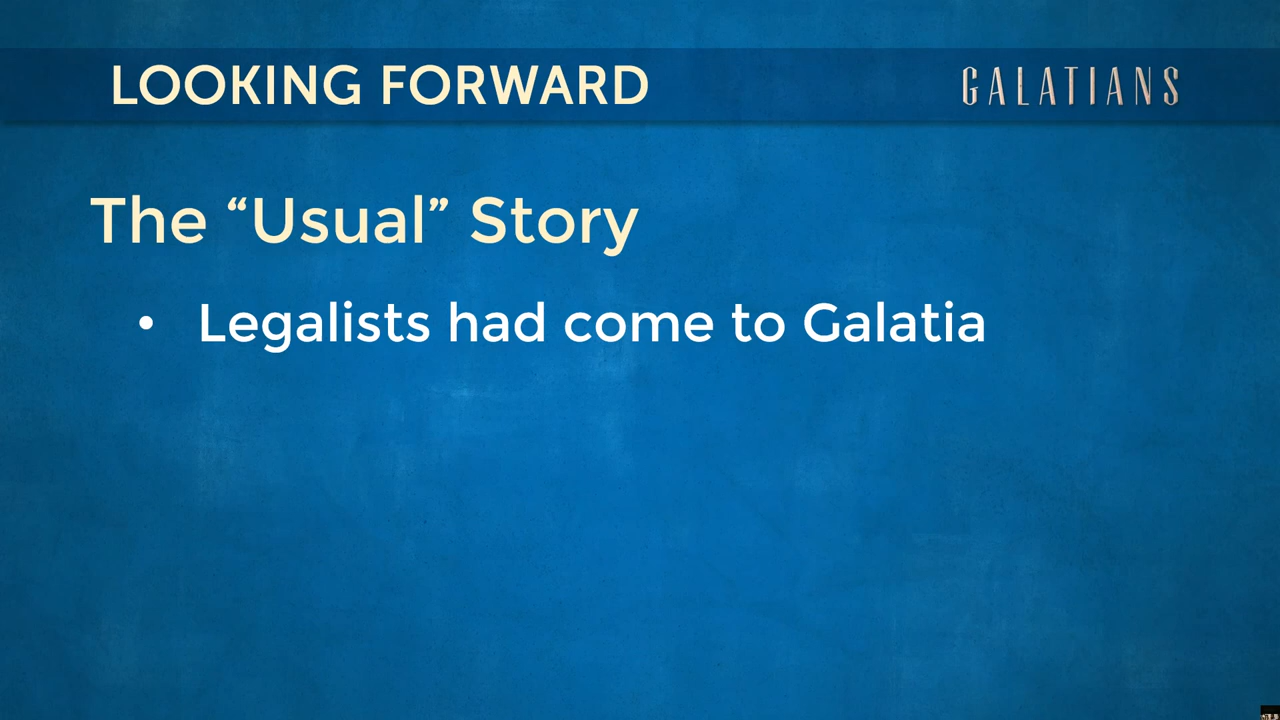 LOOKING FORWARD
GALATIANS
The “Usual” Story
• Legalists had come to Galatia